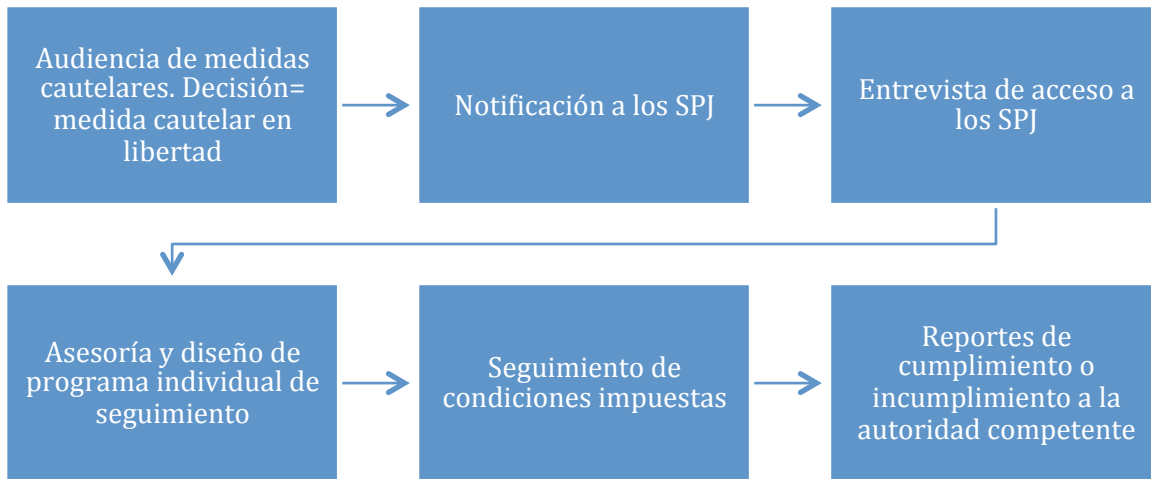 Audiencia de medidas
cautelares. Decisión=
medida cautelar en
libertad
Notificación a los SPJ
Entrevista de acceso a
los SPJ
Asesoría y diseño de
programa individual de
seguimiento
Seguimiento de
condiciones impuestas
Reportes de
cumplimiento o
incumplimiento a la
autoridad competente